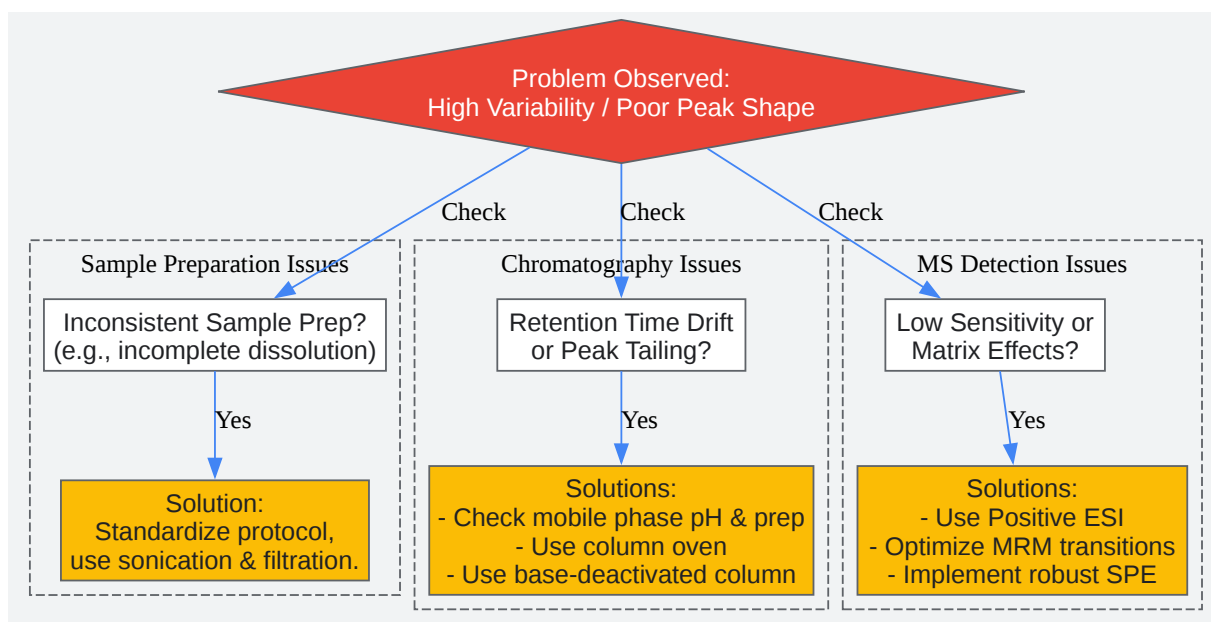 Problem Observed:
High Variability / Poor Peak Shape
Check
Check
Check
Sample Preparation Issues
Inconsistent Sample Prep?
(e.g., incomplete dissolution)
Yes
Solution:
Standardize protocol,
use sonication & filtration.
Chromatography Issues
Retention Time Drift
or Peak Tailing?
Yes
Solutions:
- Check mobile phase pH & prep
- Use column oven
- Use base-deactivated column
MS Detection Issues
Low Sensitivity or
Matrix Effects?
Yes
Solutions:
- Use Positive ESI
- Optimize MRM transitions
- Implement robust SPE